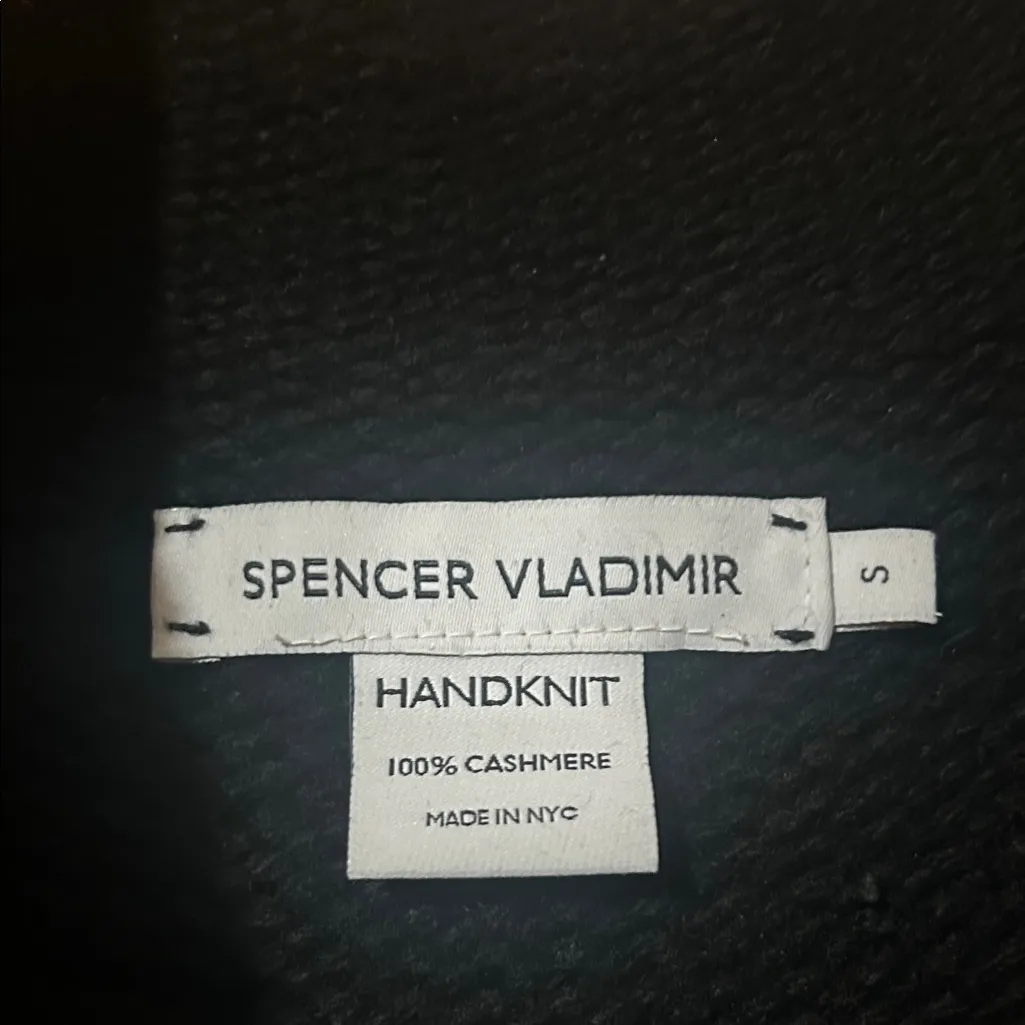 SPENCER VLADIMIR
S
HANDKNIT
100% CASHMERE
MADE IN NYC